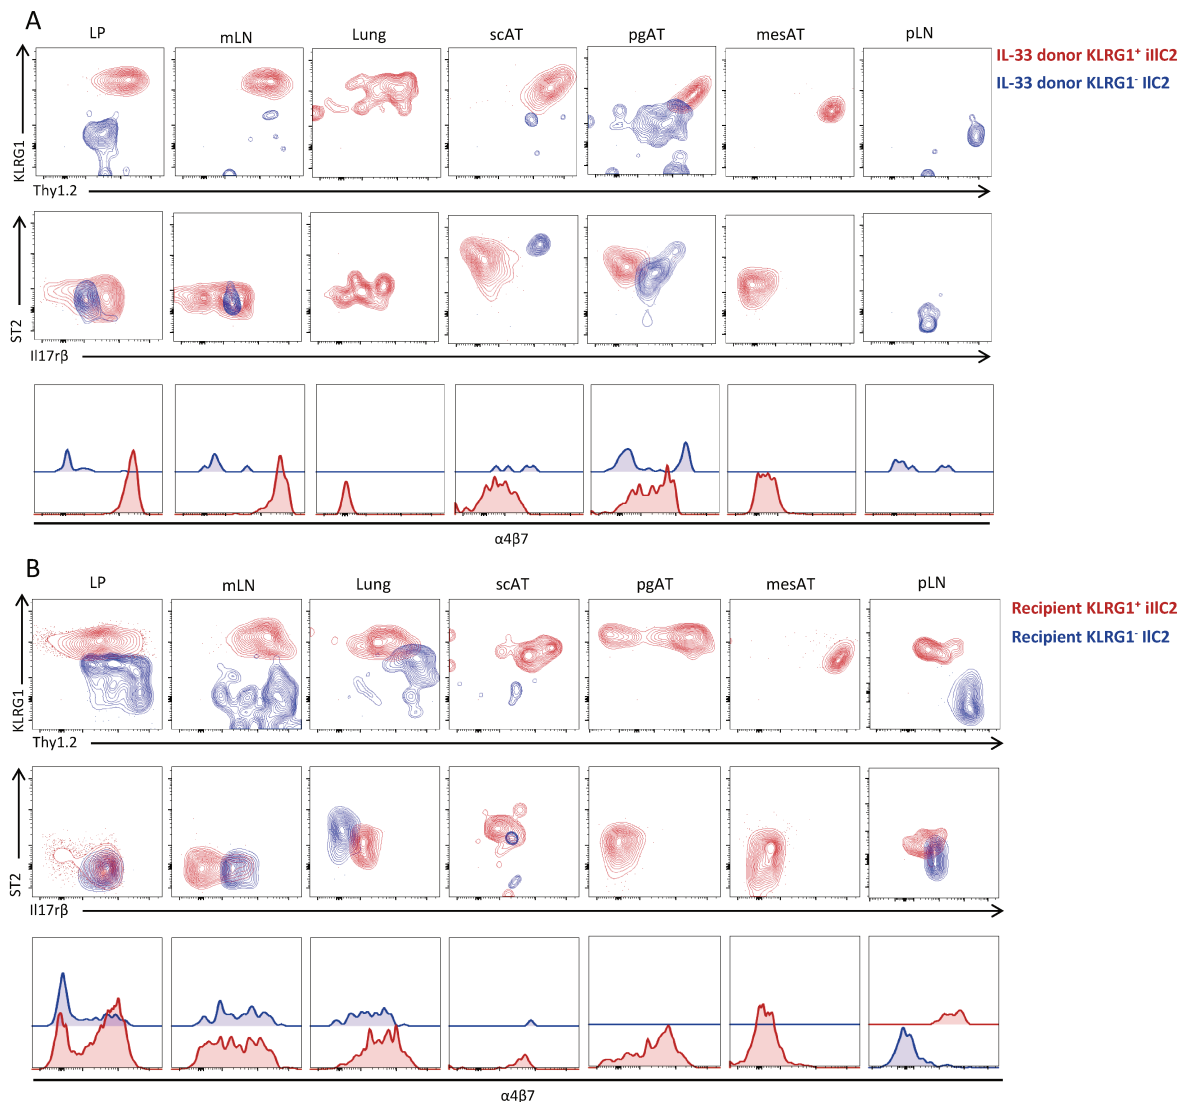 A
LP
mLN
Lung
scAT
pgAT
mesAT
pLN
IL-33 donor KLRG1+ iIlC2
IL-33 donor KLRG1- IlC2
KLRG1
Thy1.2
ST2
Il17rβ
α4β7
B
LP
mLN
Lung
scAT
pgAT
mesAT
pLN
Recipient KLRG1+ iIlC2
Recipient KLRG1- IlC2
KLRG1
Thy1.2
ST2
Il17rβ
α4β7